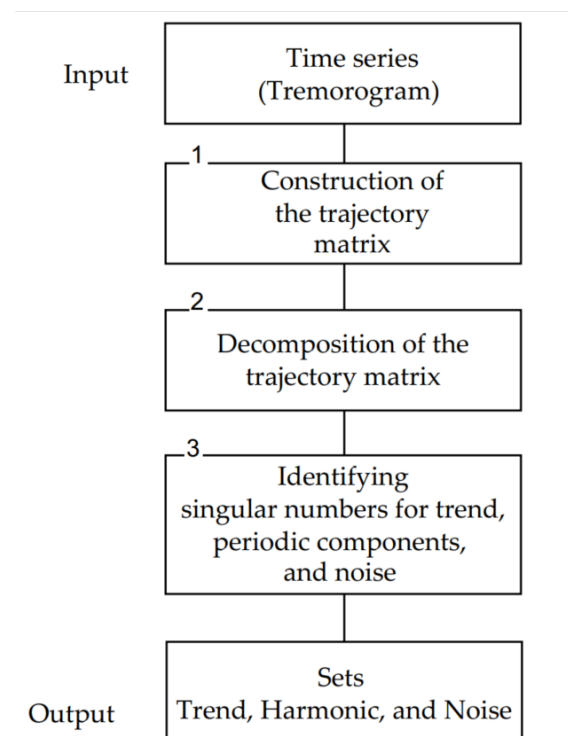 Input
Time series
(Tremorogram)
1
Construction of
the trajectory
matrix
2
Decomposition of the
trajectory matrix
3
Identifying
singular numbers for trend,
periodic components,
and noise
Sets
Output
Trend, Harmonic, and Noise